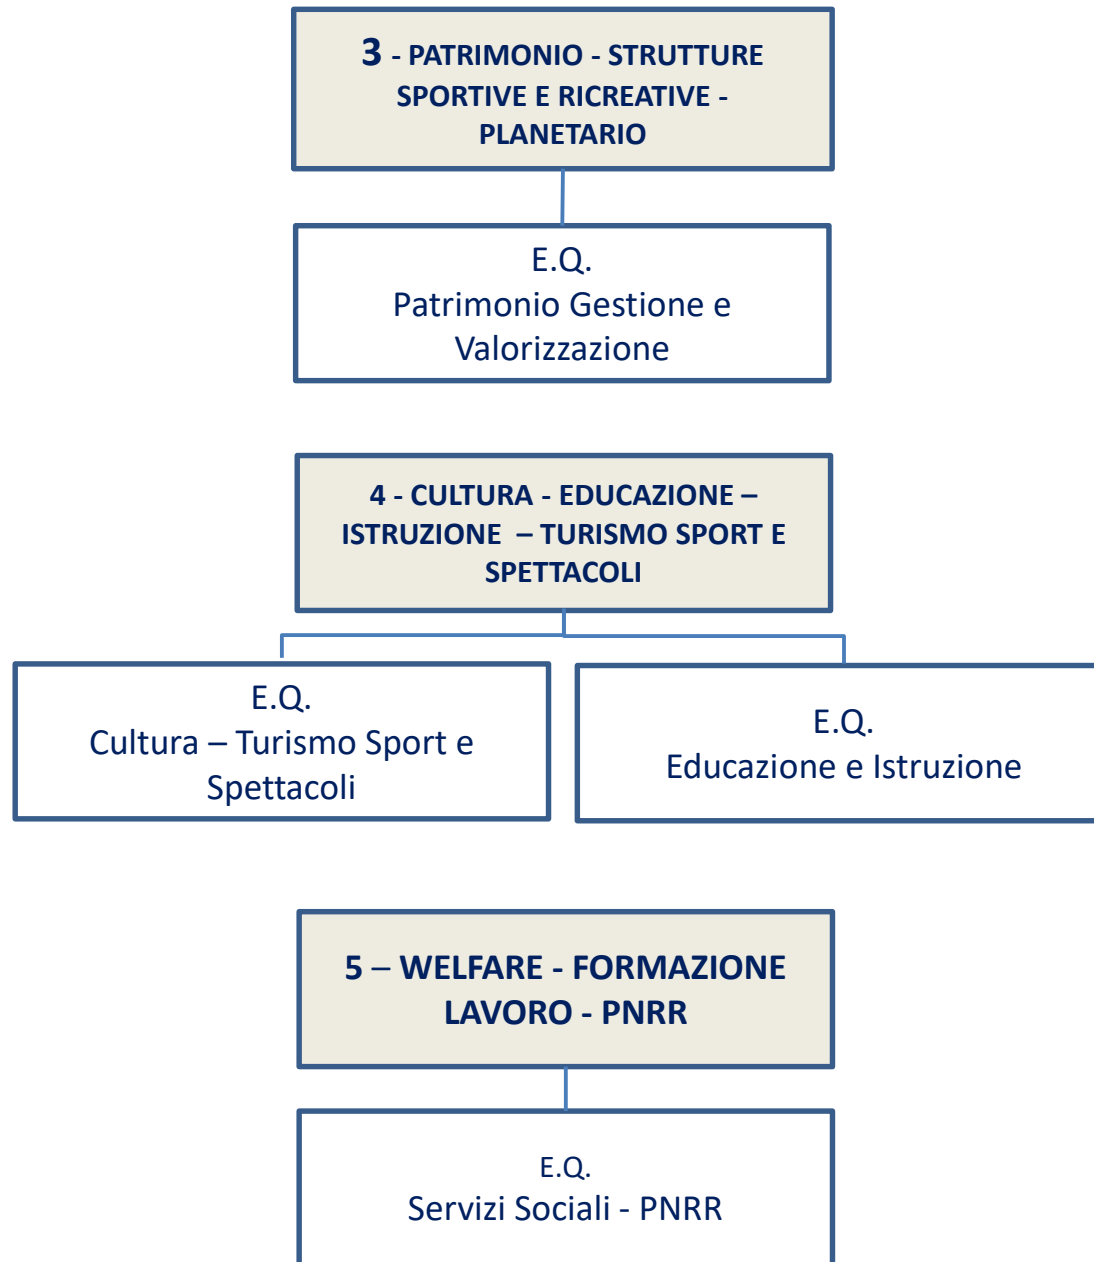 3 - PATRIMONIO - STRUTTURE
SPORTIVE E RICREATIVE -
PLANETARIO
E.Q.
Patrimonio Gestione e
Valorizzazione
4 - CULTURA - EDUCAZIONE –
ISTRUZIONE – TURISMO SPORT E
SPETTACOLI
E.Q.
Cultura – Turismo Sport e
Spettacoli
E.Q.
Educazione e Istruzione
5 – WELFARE - FORMAZIONE
LAVORO - PNRR
E.Q.
Servizi Sociali - PNRR